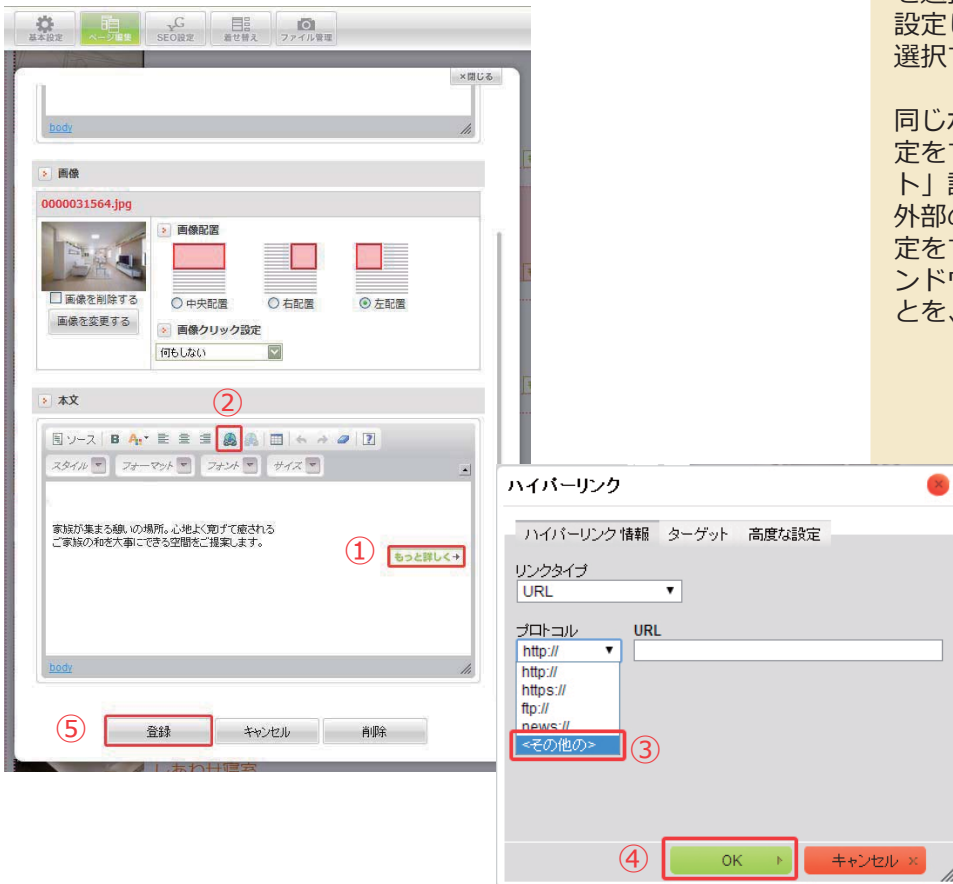 基本設定 ページ編集 SEO設定 着せ替え ファイル管理
×閉じる
body
画像
0000031564.jpg
画像配置
中央配置 右配置 左配置
画像を削除する
画像を変更する
画像クリック設定
何もしない
本文
②
ソース B
スタイル フォーマット フォント サイズ
家族が集まる憩いの場所。心地よく寛げて癒される
ご家族の和を大事にできる空間をご提案します。
① もっと詳しく→
body
⑤ 登録 キャンセル 削除
しあわせ寝室
設定
選択
同じ
定を
ト」
外部の
定を
ンド
とを、
ハイパーリンク
ハイパーリンク情報 ターゲット 高度な設定
リンクタイプ
URL
プロトコル URL
http://
http://
https://
ftp://
news://
<その他の> ③
④ OK キャンセル ×